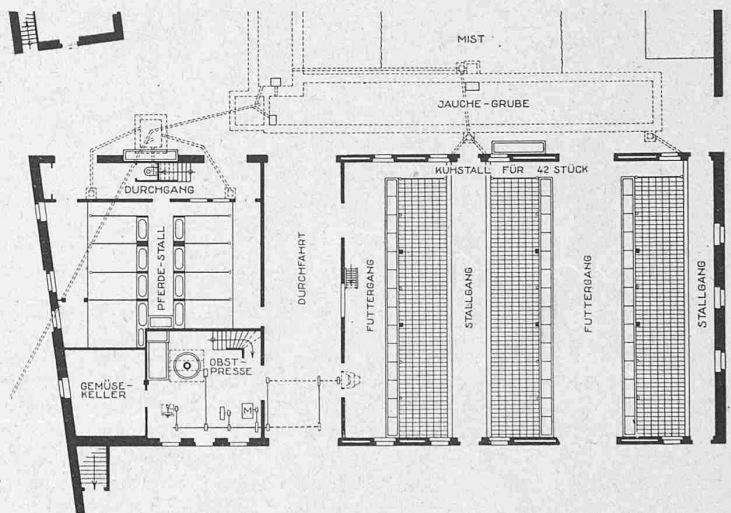 MIST
JAUCHE-GRUBE
KUHSTALL FÜR 42 STÜCK
DURCHGANG
PFERDE-STALL
DURCHFAHRT
FUTTERGANG
STALLGANG
FUTTERGANG
STALLGANG
OBST-
PRESSE
GEMÜSE-
KELLER
M